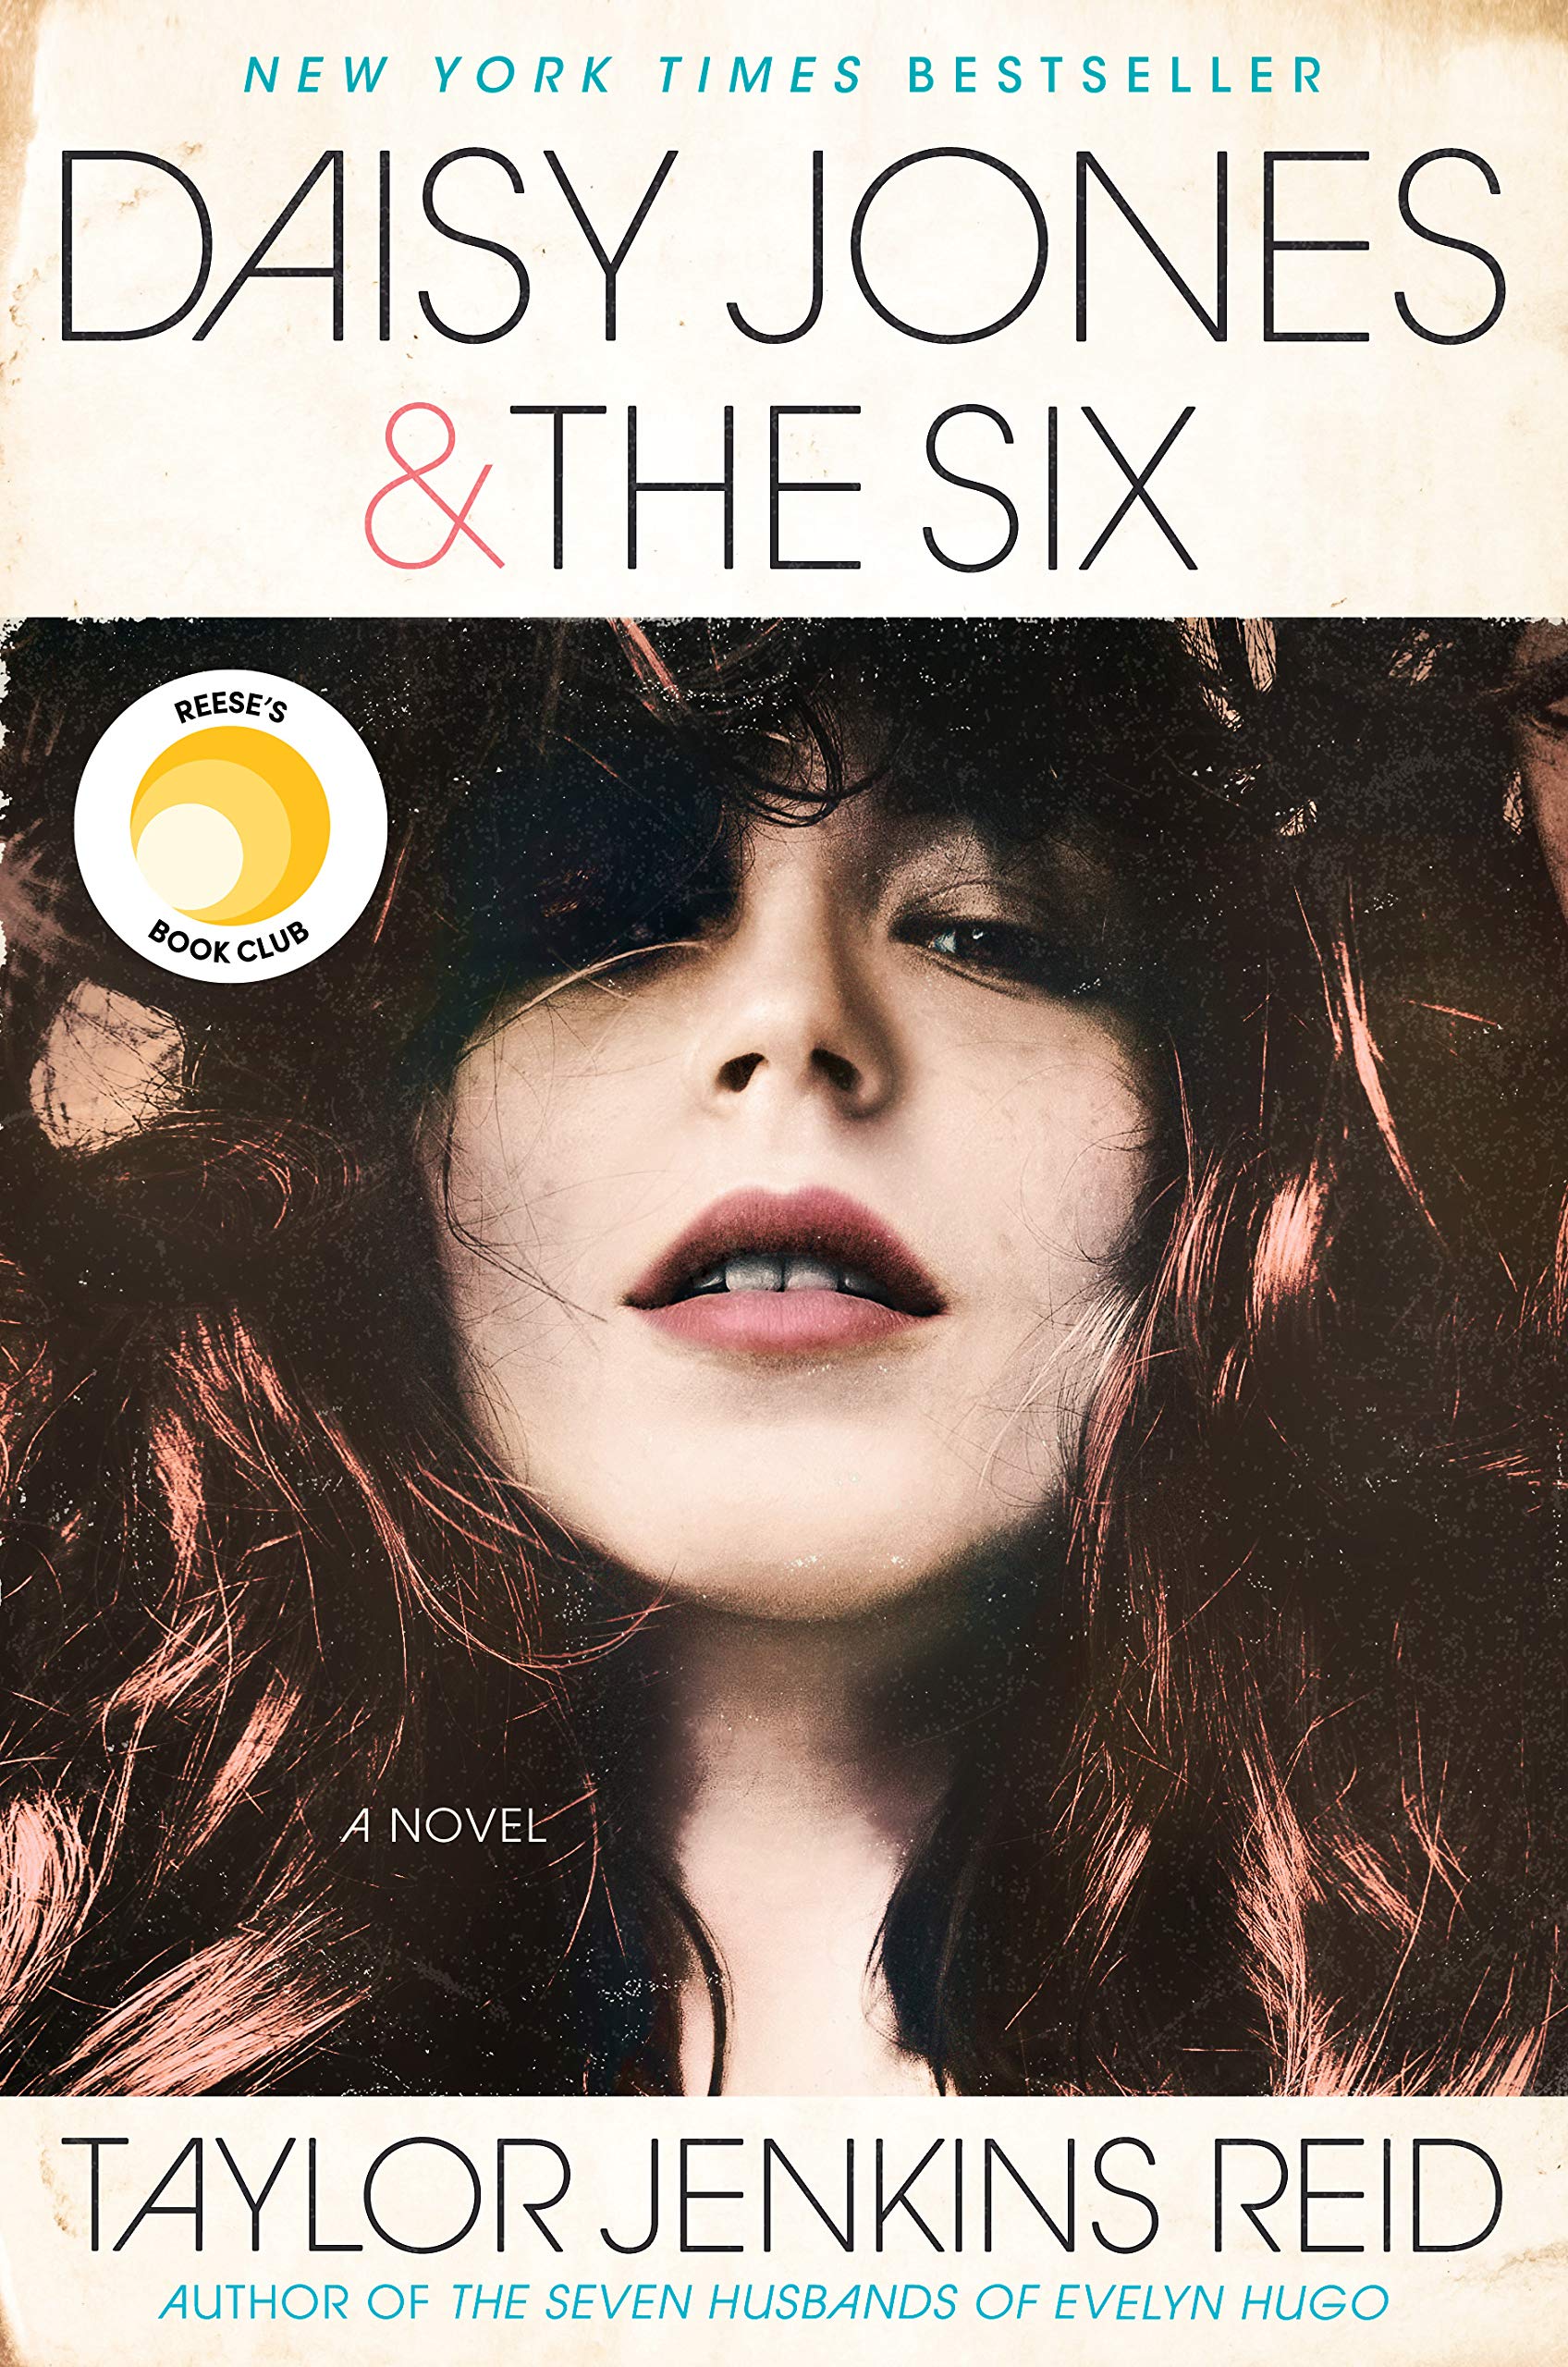 NEW YORK TIMES BESTSELLER
DAISY JONES
& THE SIX
REESE'S
BOOK CLUB
A NOVEL
TAYLOR JENKINS REID
AUTHOR OF THE SEVEN HUSBANDS OF EVELYN HUGO